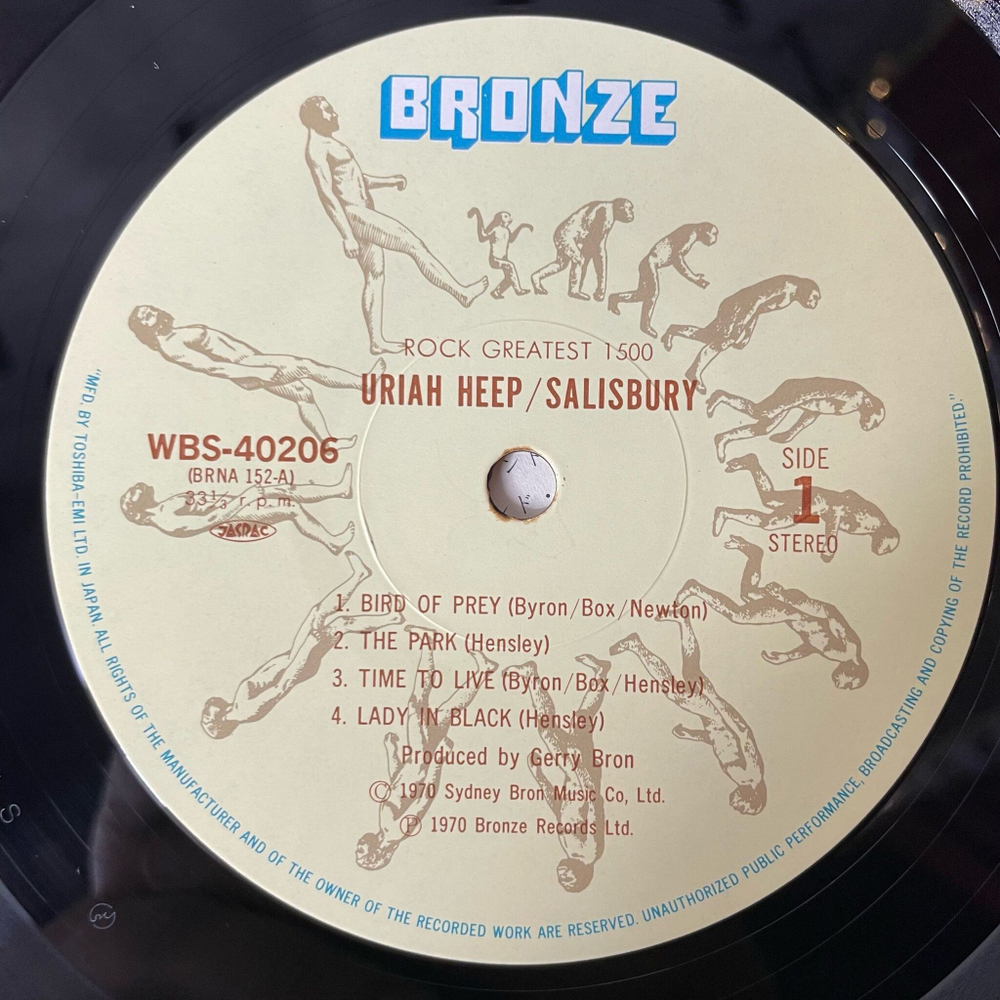 BRONZE
ROCK GREATEST 1500
URIAH HEEP/SALISBURY
WBS-40206
(BRNA 152-A)
33⅓ r.p.m.
JASRAC
SIDE
1
STEREO
1. BIRD OF PREY (Byron/Box/Newton)
2. THE PARK (Hensley)
3. TIME TO LIVE (Byron/Box/Hensley)
4. LADY IN BLACK (Hensley)
Produced by Gerry Bron
Ⓒ 1970 Sydney Bron Music Co, Ltd.
Ⓟ 1970 Bronze Records Ltd.
"MFD. BY TOSHIBA-EMI LTD. IN JAPAN. ALL RIGHTS OF THE MANUFACTURER AND OF THE OWNER OF THE RECORDED WORK ARE RESERVED. UNAUTHORIZED PUBLIC PERFORMANCE, BROADCASTING AND COPYING OF THE RECORD PROHIBITED."